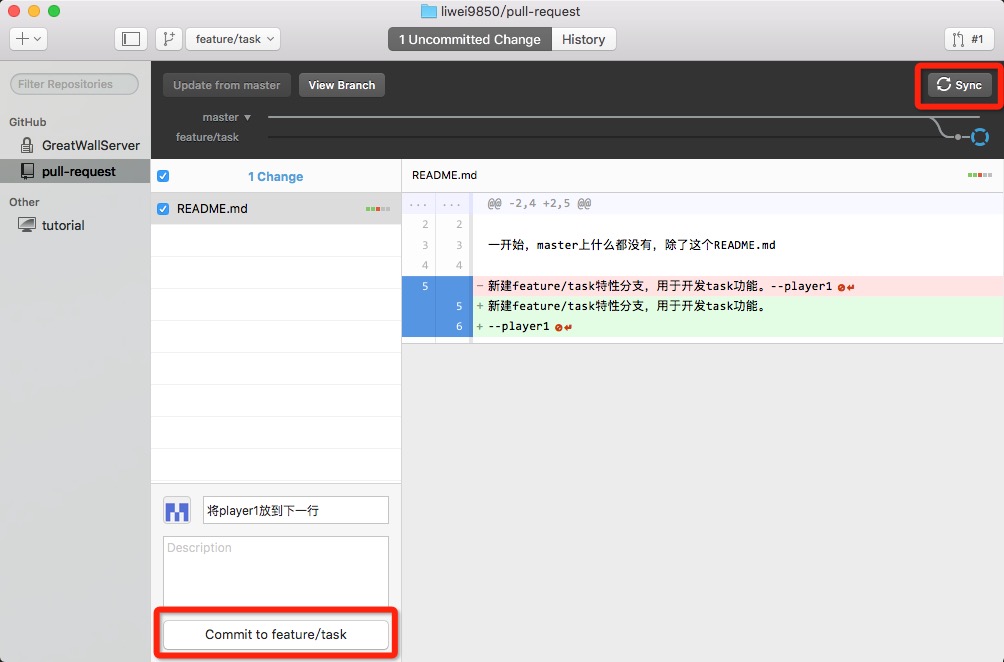 liwei9850/pull-request
feature/task
1 Uncommitted Change
History
#1
Filter Repositories
GitHub
GreatWallServer
pull-request
Other
tutorial
Update from master
View Branch
Sync
master
feature/task
1 Change
README.md
README.md
... ... @@ -2,4 +2,5 @@
2 2
3 3 一开始，master上什么都没有，除了这个README.md
4 4
5 - 新建feature/task特性分支，用于开发task功能。--player1
5 + 新建feature/task特性分支，用于开发task功能。
6 + --player1
将player1放到下一行
Description
Commit to feature/task